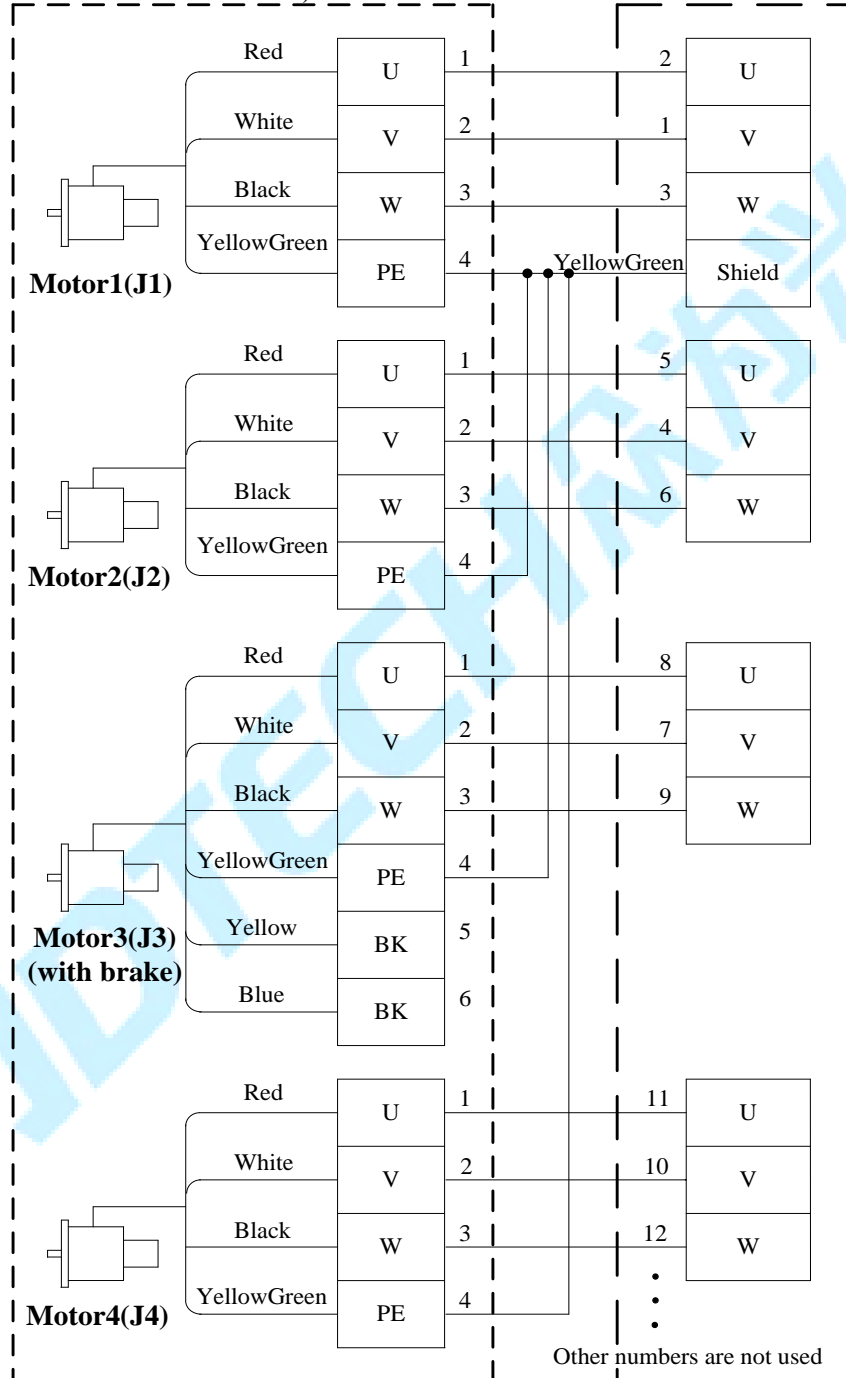 Red
U
1
2
U
White
V
2
1
V
Black
W
3
3
W
YellowGreen
PE
4
YellowGreen
Shield
Motor1(J1)
Red
U
1
5
U
White
V
2
4
V
Black
W
3
6
W
YellowGreen
PE
4
Motor2(J2)
Red
U
1
8
U
White
V
2
7
V
Black
W
3
9
W
YellowGreen
PE
4
Motor3(J3)
(with brake)
Yellow
BK
5
Blue
BK
6
Red
U
1
11
U
White
V
2
10
V
Black
W
3
12
W
YellowGreen
PE
4
Motor4(J4)
Other numbers are not used